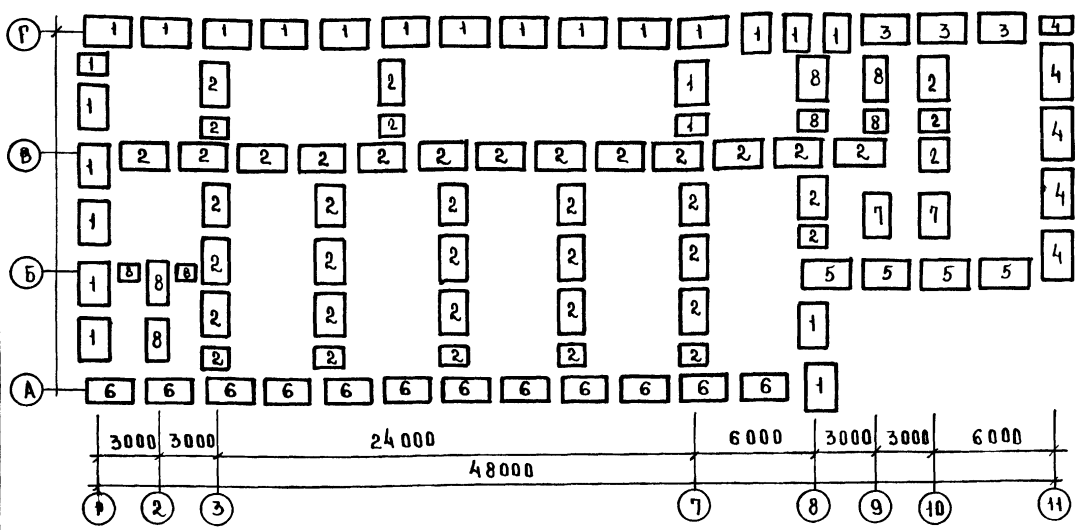 Г 1 1 1 1 1 1 1 1 1 1 1 1 1 1 3 3 3 4
1 2 2 1 8 8 2 4
1 2 2 1 8 8 2 4
В 1 2 2 2 2 2 2 2 2 2 2 2 2 2 2
1 2 2 2 2 2 2 7 7 4
2
Б 1 8 8 8 2 2 2 2 2 5 5 5 5 4
1 8 2 2 2 2 2 1
2 2 2 2 2
А 6 6 6 6 6 6 6 6 6 6 6 6 1
3000 3000 24000 6000 3000 3000 6000
48000
1 2 3 7 8 9 10 11